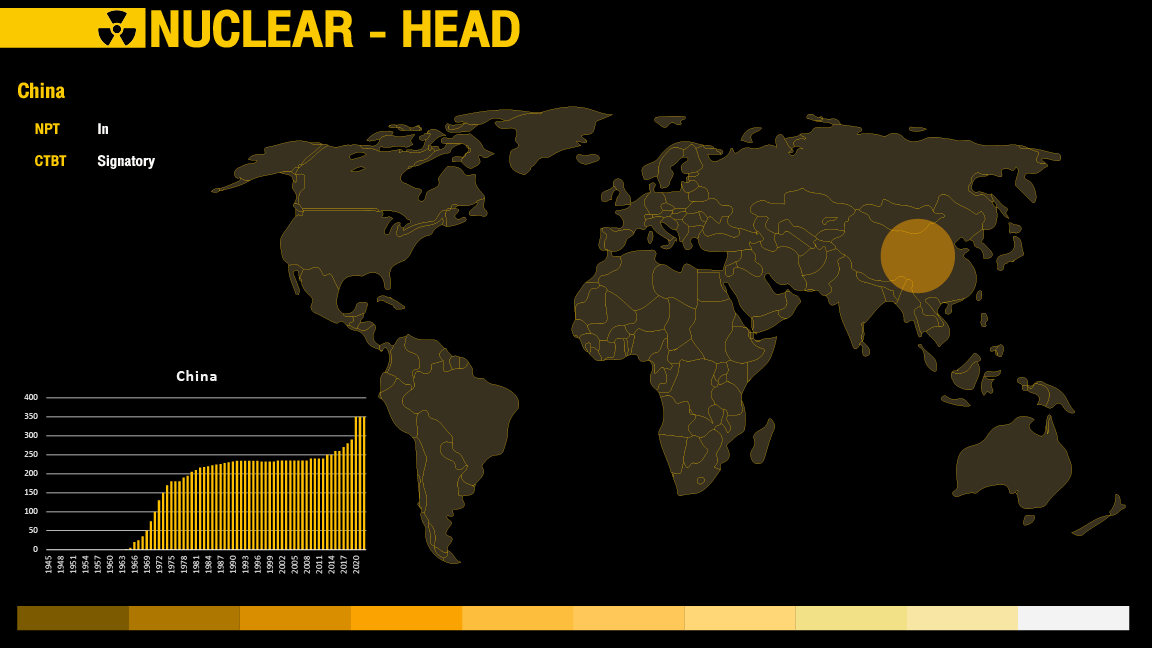 NUCLEAR - HEAD
China
NPT In
CTBT Signatory
China
400
350
300
250
200
150
100
50
0
1945 1948 1951 1954 1957 1960 1963 1966 1969 1972 1975 1978 1981 1984 1987 1990 1993 1996 1999 2002 2005 2008 2011 2014 2017 2020